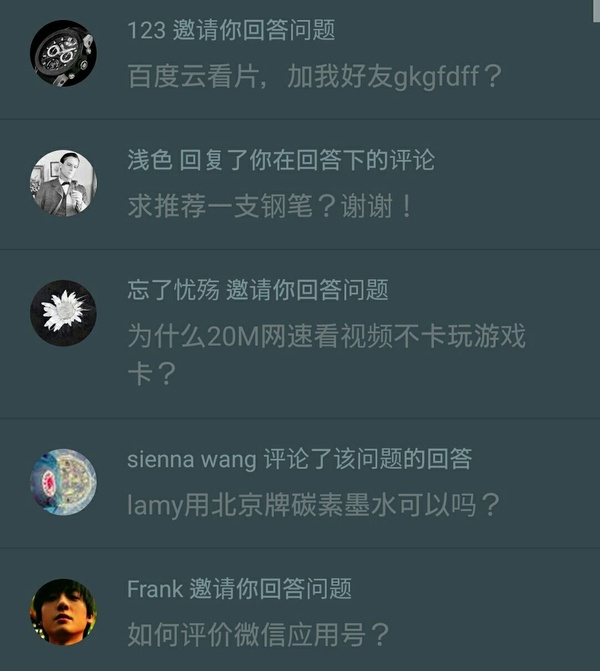 123 邀请你回答问题
百度云看片，加我好友gkgfdff？
浅色 回复了你在回答下的评论
求推荐一支钢笔？谢谢！
忘了忧殇 邀请你回答问题
为什么20M网速看视频不卡玩游戏
卡？
sienna wang 评论了该问题的回答
lamy用北京牌碳素墨水可以吗？
Frank 邀请你回答问题
如何评价微信应用号？